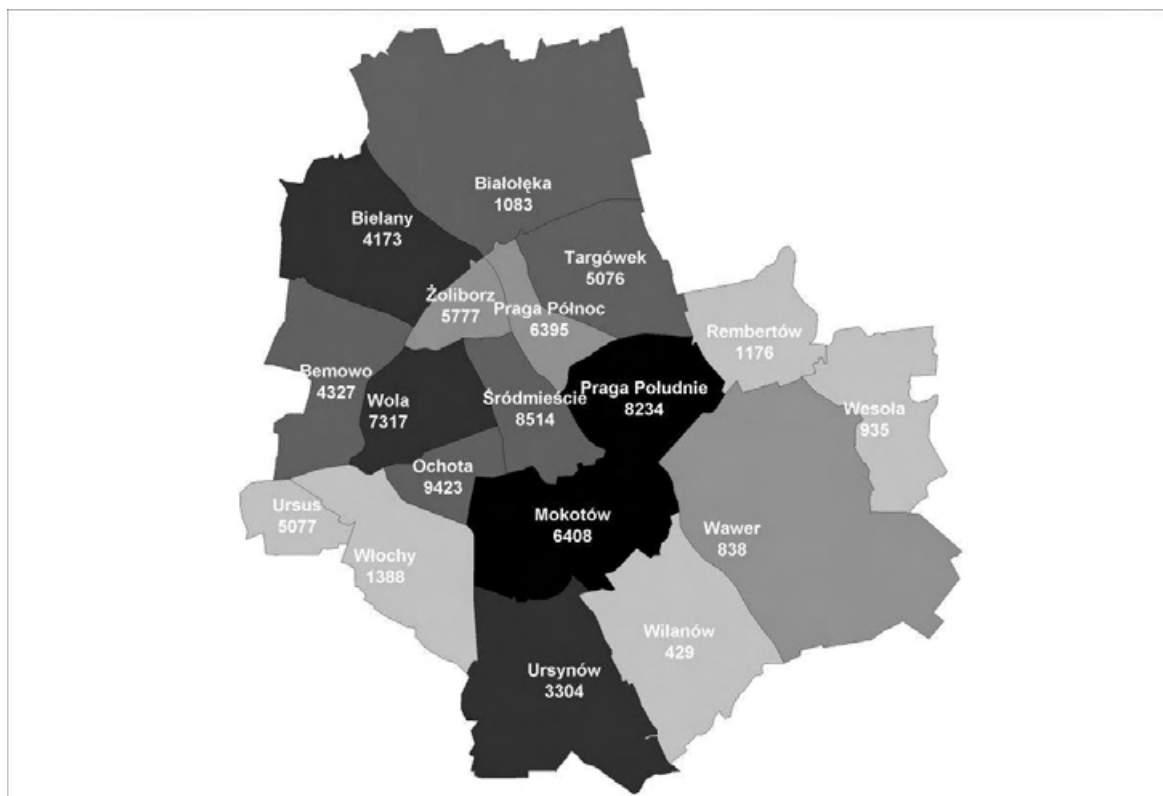 Białołęka
1083
Bielany
4173
Targówek
5076
Żoliborz
5777
Praga Północ
6395
Rembertów
1176
Bemowo
4327
Wola
7317
Śródmieście
8514
Praga Południe
8234
Wesoła
935
Ochota
9423
Ursus
5077
Mokotów
6408
Wawer
838
Włochy
1388
Wilanów
429
Ursynów
3304